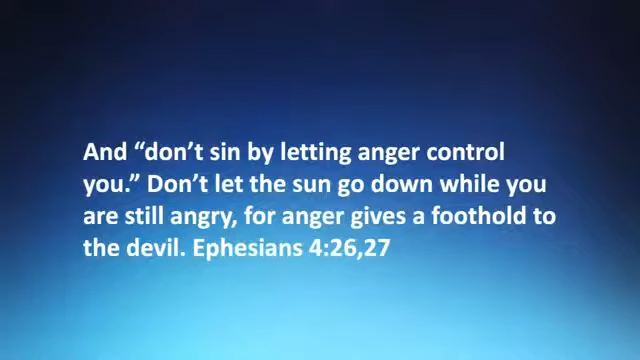 And “don’t sin by letting anger control
you.” Don’t let the sun go down while you
are still angry, for anger gives a foothold to
the devil. Ephesians 4:26,27